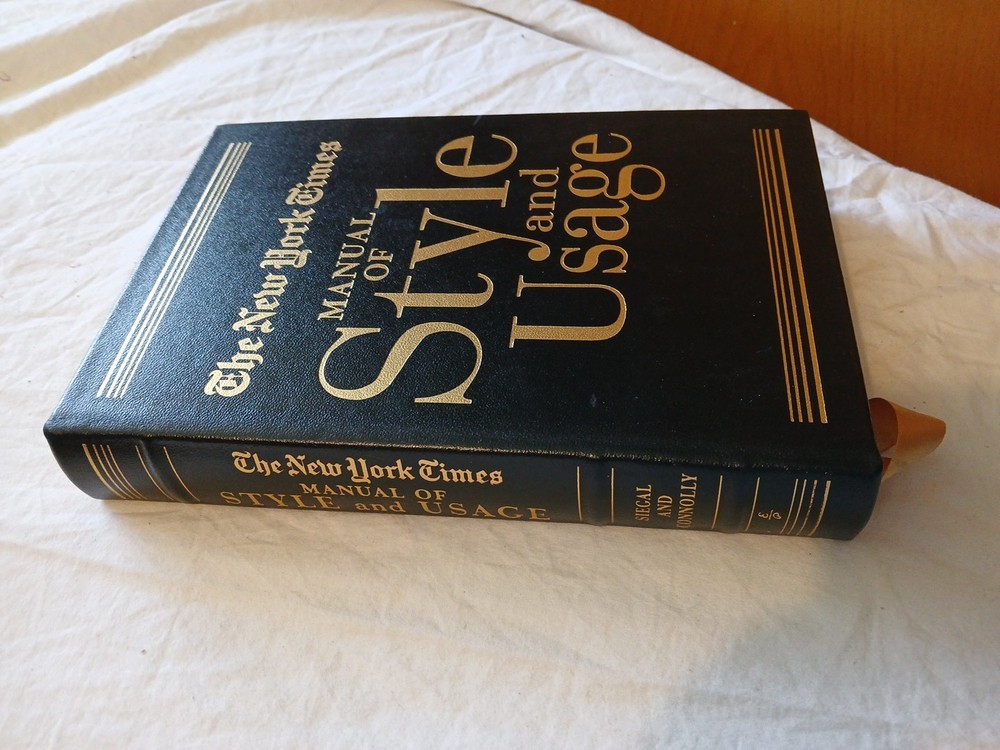 The New York Times
MANUAL
OF
Style
and
Usage
The New York Times
MANUAL OF
STYLE and USAGE
SIEGAL
AND
CONNOLLY